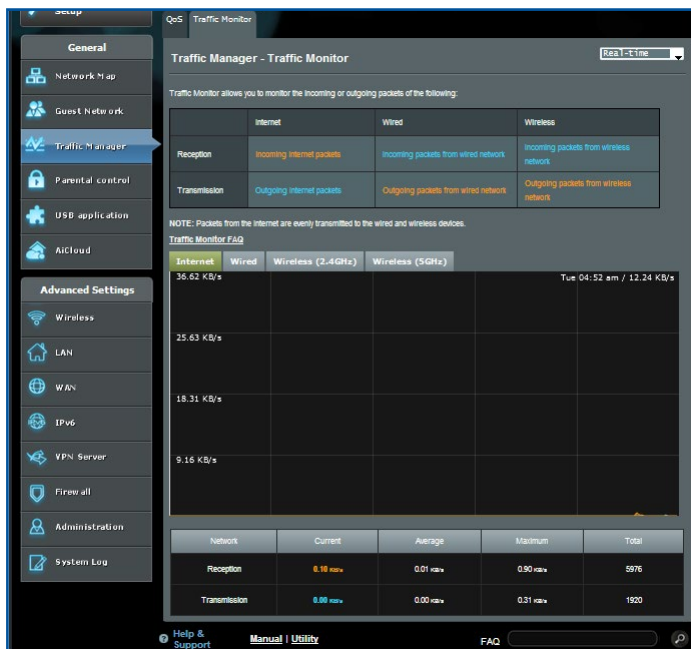 Setup
QoS Traffic Monitor
General
Network Map
Guest Network
Traffic Manager
Parental control
USB application
AiCloud
Advanced Settings
Wireless
LAN
WAN
IPv6
VPN Server
Firewall
Administration
System Log
Traffic Manager - Traffic Monitor
Real-time
Traffic Monitor allows you to monitor the incoming or outgoing packets of the following:
Internet Wired Wireless
Reception Incoming Internet packets Incoming packets from wired network Incoming packets from wireless network
Transmission Outgoing Internet packets Outgoing packets from wired network Outgoing packets from wireless network
NOTE: Packets from the Internet are evenly transmitted to the wired and wireless devices.
Traffic Monitor FAQ
Internet Wired Wireless (2.4GHz) Wireless (5GHz)
36.62 KB/s Tue 04:52 am / 12.24 KB/s
25.63 KB/s
18.31 KB/s
9.16 KB/s
Network Current Average Maximum Total
Reception 0.10 KB/s 0.01 KB/s 0.90 KB/s 5976
Transmission 0.00 KB/s 0.00 KB/s 0.31 KB/s 1920
Help & Support Manual | Utility FAQ